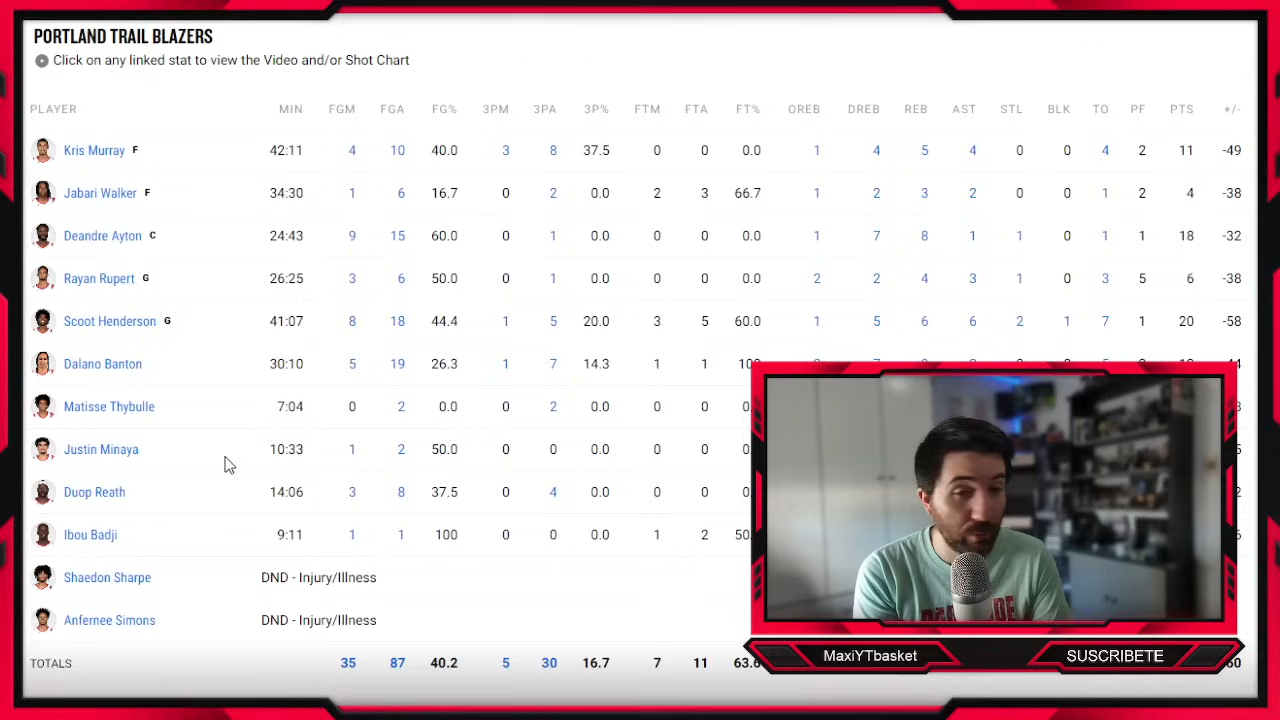 PORTLAND TRAIL BLAZERS
Click on any linked stat to view the Video and/or Shot Chart
PLAYER MIN FGM FGA FG% 3PM 3PA 3P% FTM FTA FT% OREB DREB REB AST STL BLK TO PF PTS +/-
Kris Murray F 42:11 4 10 40.0 3 8 37.5 0 0 0.0 1 4 5 4 0 0 4 2 11 -49
Jabari Walker F 34:30 1 6 16.7 0 2 0.0 2 3 66.7 1 2 3 2 0 0 1 2 4 -38
Deandre Ayton C 24:43 9 15 60.0 0 1 0.0 0 0 0.0 1 7 8 1 1 0 1 1 18 -32
Rayan Rupert G 26:25 3 6 50.0 0 1 0.0 0 0 0.0 2 2 4 3 1 0 3 5 6 -38
Scoot Henderson G 41:07 8 18 44.4 1 5 20.0 3 5 60.0 1 5 6 6 2 1 7 1 20 -58
Dalano Banton 30:10 5 19 26.3 1 7 14.3 1 1
Matisse Thybulle 7:04 0 2 0.0 0 2 0.0 0 0
Justin Minaya 10:33 1 2 50.0 0 0 0.0 0 0
Duop Reath 14:06 3 8 37.5 0 4 0.0 0 0
Ibou Badji 9:11 1 1 100 0 0 0.0 1 2
Shaedon Sharpe DND - Injury/Illness
Anfernee Simons DND - Injury/Illness
TOTALS 35 87 40.2 5 30 16.7 7 11
MaxiYTbasket SUSCRIBETE